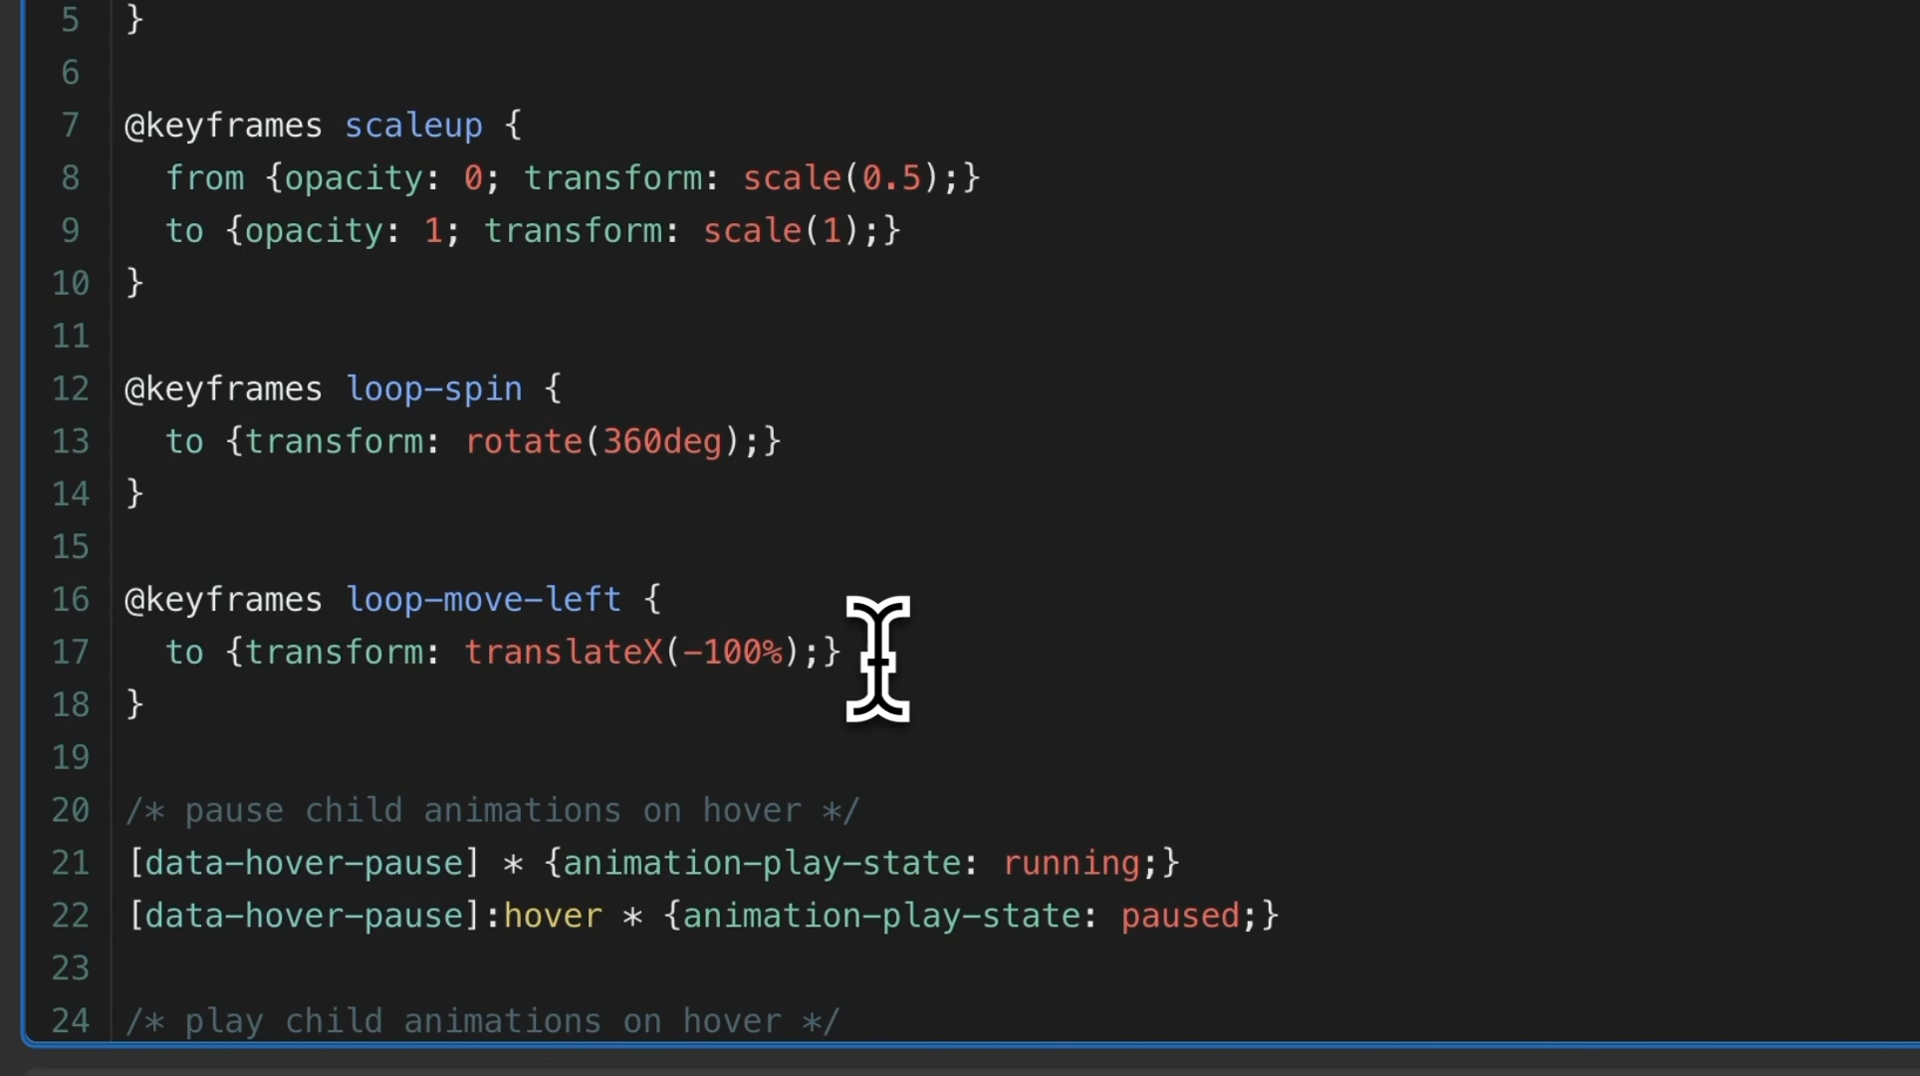 5 }
6
7 @keyframes scaleup {
8   from {opacity: 0; transform: scale(0.5);}
9   to {opacity: 1; transform: scale(1);}
10 }
11
12 @keyframes loop-spin {
13   to {transform: rotate(360deg);}
14 }
15
16 @keyframes loop-move-left {
17   to {transform: translateX(-100%);}
18 }
19
20 /* pause child animations on hover */
21 [data-hover-pause] * {animation-play-state: running;}
22 [data-hover-pause]:hover * {animation-play-state: paused;}
23
24 /* play child animations on hover */